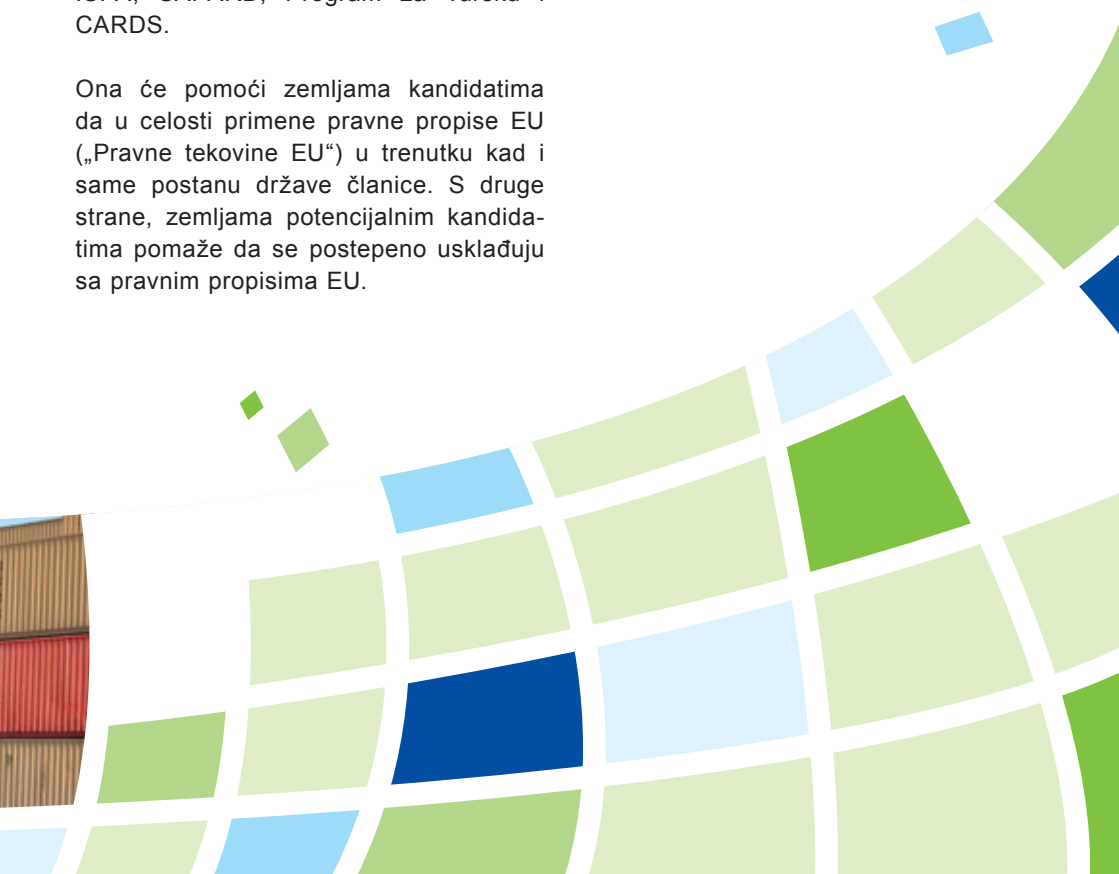 CARDS.
Ona će pomoći zemljama kandidatima
da u celosti primene pravne propise EU
(„Pravne tekovine EU“) u trenutku kad i
same postanu države članice. S druge
strane, zemljama potencijalnim kandida-
tima pomaže da se postepeno usklađuju
sa pravnim propisima EU.